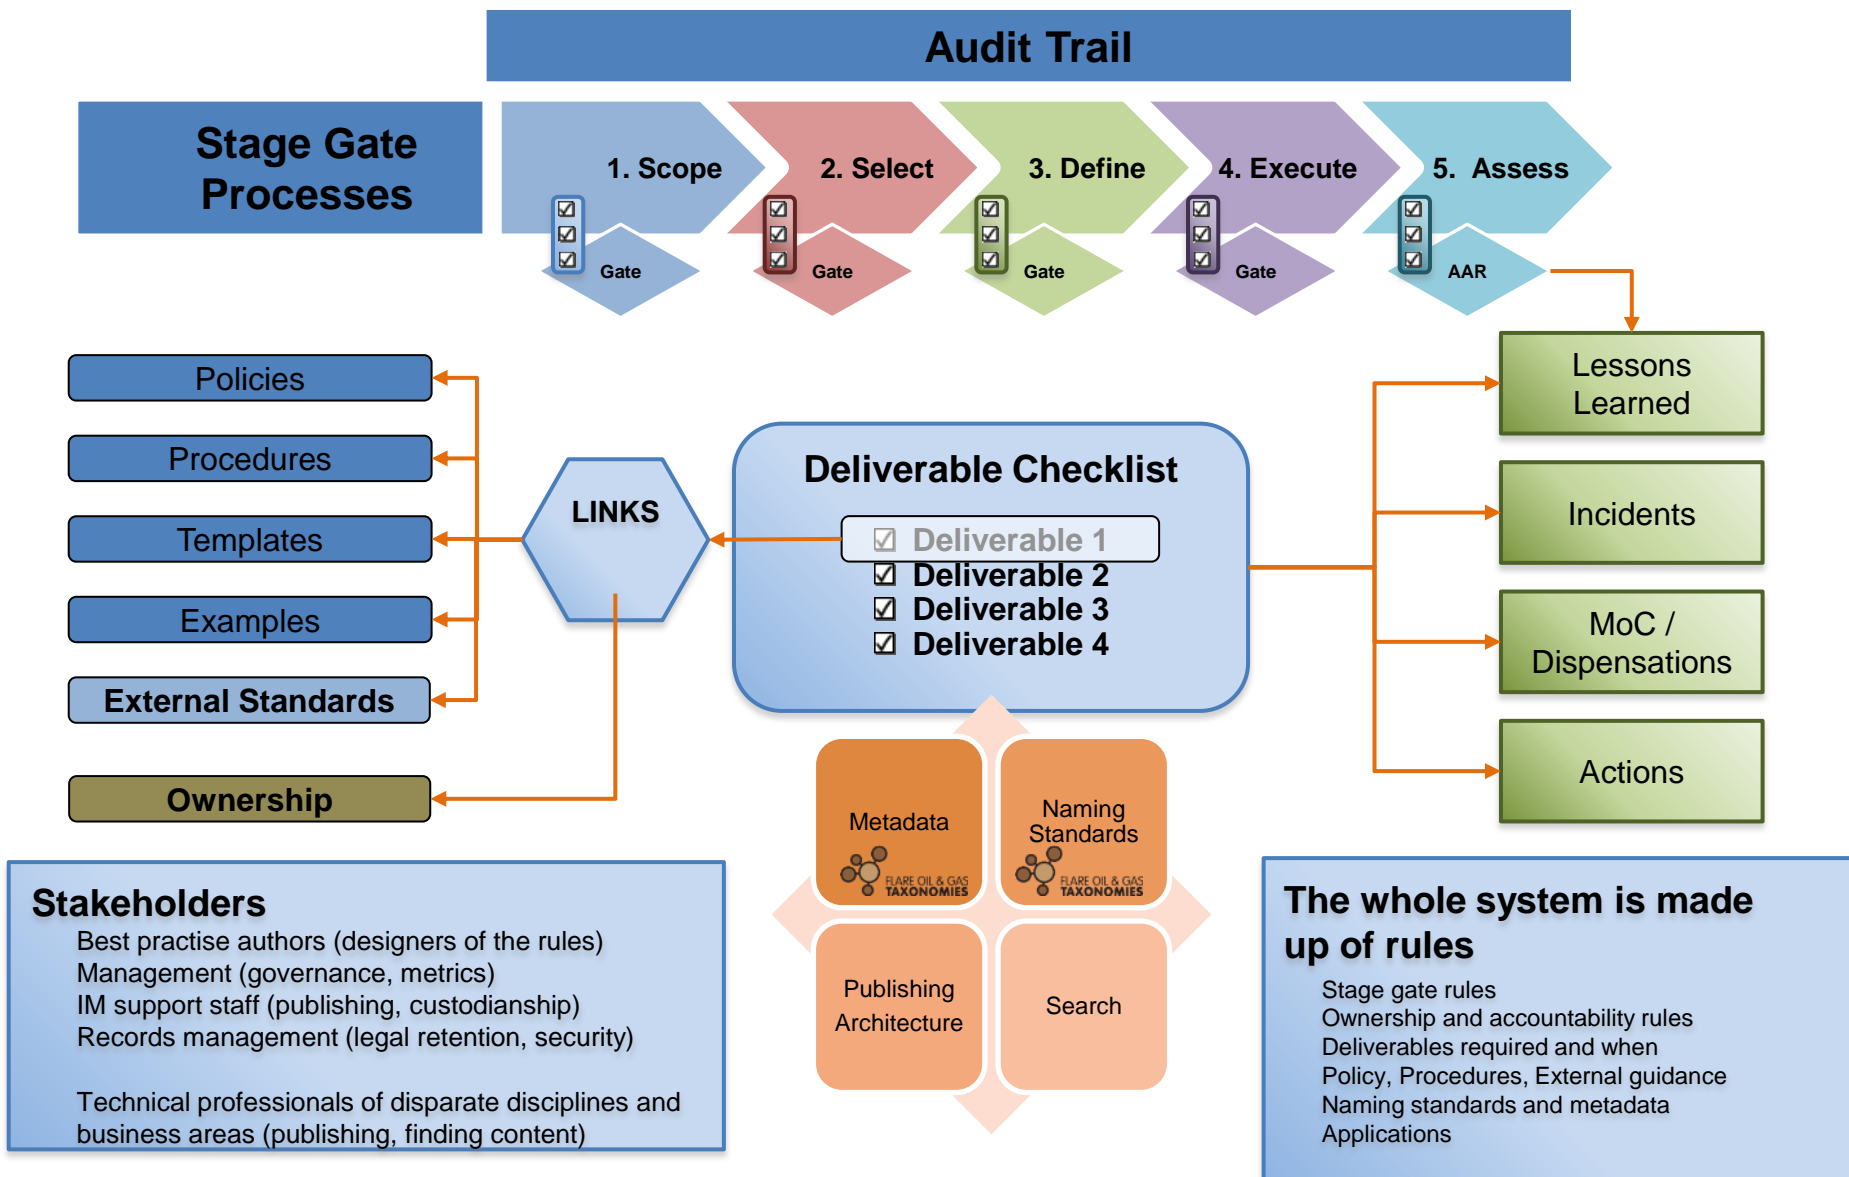 Audit Trail
Stage Gate
Processes
1. Scope
2. Select
3. Define
4. Execute
5. Assess
Gate
Gate
Gate
Gate
AAR
Policies
Procedures
Templates
Examples
External Standards
Ownership
LINKS
Deliverable Checklist
Deliverable 1
Deliverable 2
Deliverable 3
Deliverable 4
Lessons
Learned
Incidents
MoC /
Dispensations
Actions
Metadata
FLARE OIL & GAS
TAXONOMIES
Naming
Standards
FLARE OIL & GAS
TAXONOMIES
Publishing
Architecture
Search
Stakeholders
Best practise authors (designers of the rules)
Management (governance, metrics)
IM support staff (publishing, custodianship)
Records management (legal retention, security)
Technical professionals of disparate disciplines and
business areas (publishing, finding content)
The whole system is made
up of rules
Stage gate rules
Ownership and accountability rules
Deliverables required and when
Policy, Procedures, External guidance
Naming standards and metadata
Applications